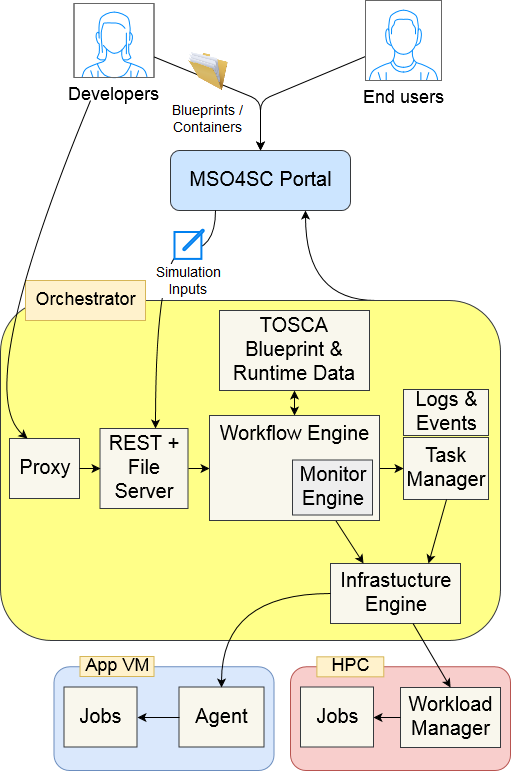 Developers
End users
Blueprints /
Containers
MSO4SC Portal
Simulation
Inputs
Orchestrator
TOSCA
Blueprint &
Runtime Data
Logs &
Events
Workflow Engine
REST +
File
Server
Proxy
Task
Manager
Monitor
Engine
Infrastucture
Engine
App VM
HPC
Jobs
Agent
Jobs
Workload
Manager